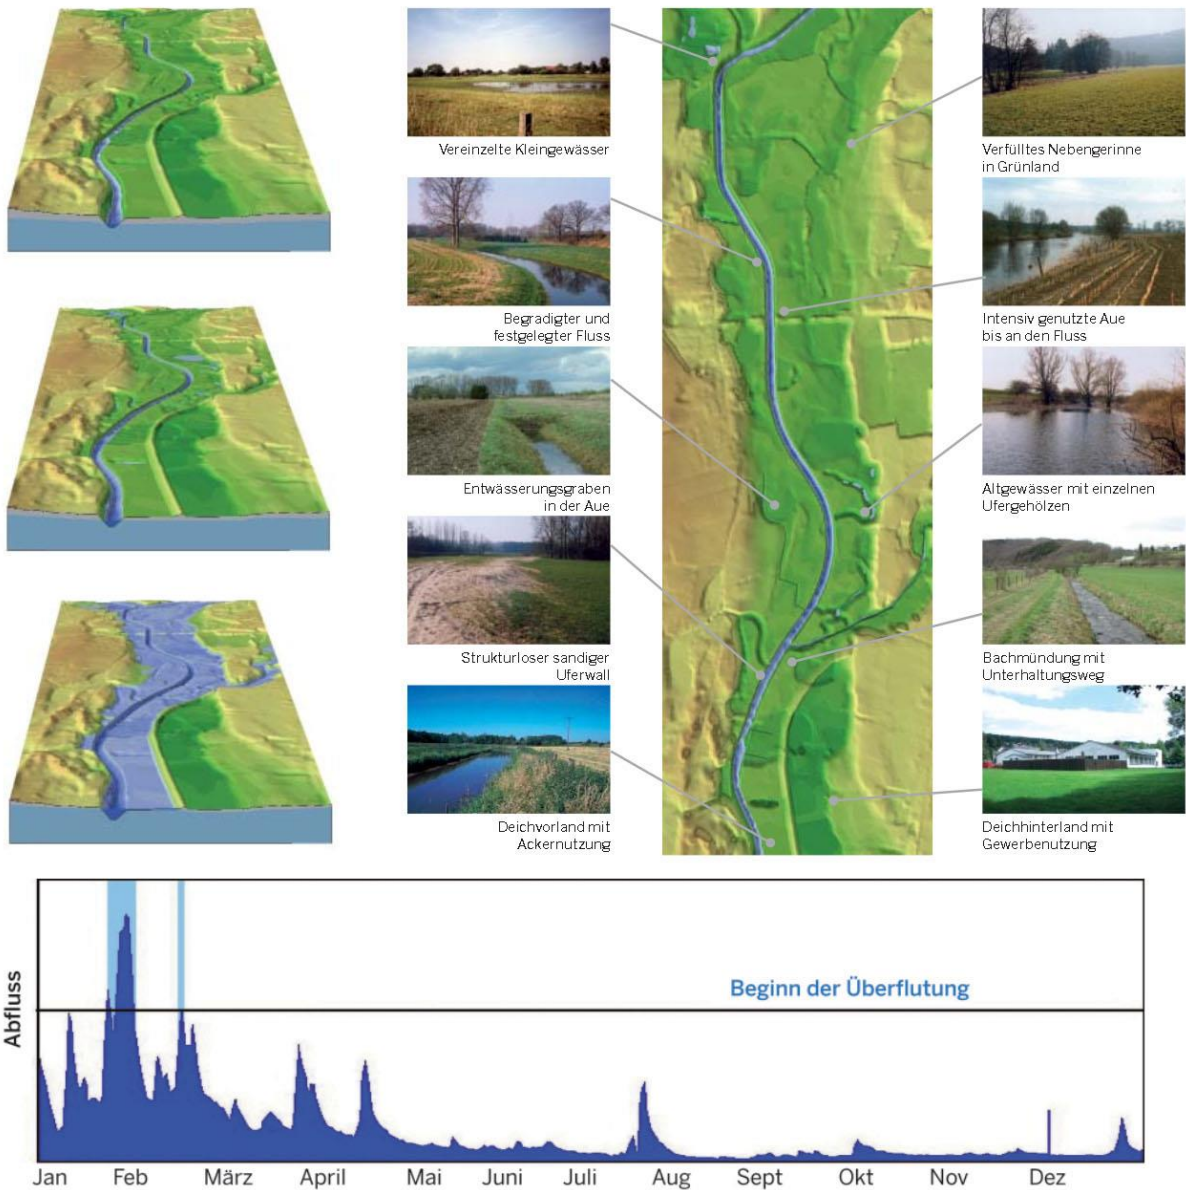 Vereinzelte Kleingewässer
Begradigter und
festgelegter Fluss
Entwässerungsgraben
in der Aue
Strukturloser sandiger
Uferwall
Deichvorland mit
Ackernutzung
Verfülltes Nebengerinne
in Grünland
Intensiv genutzte Aue
bis an den Fluss
Altgewässer mit einzelnen
Ufergehölzen
Bachmündung mit
Unterhaltungsweg
Deichhinterland mit
Gewerbenutzung
Abfluss
Beginn der Überflutung
Jan Feb März April Mai Juni Juli Aug Sept Okt Nov Dez